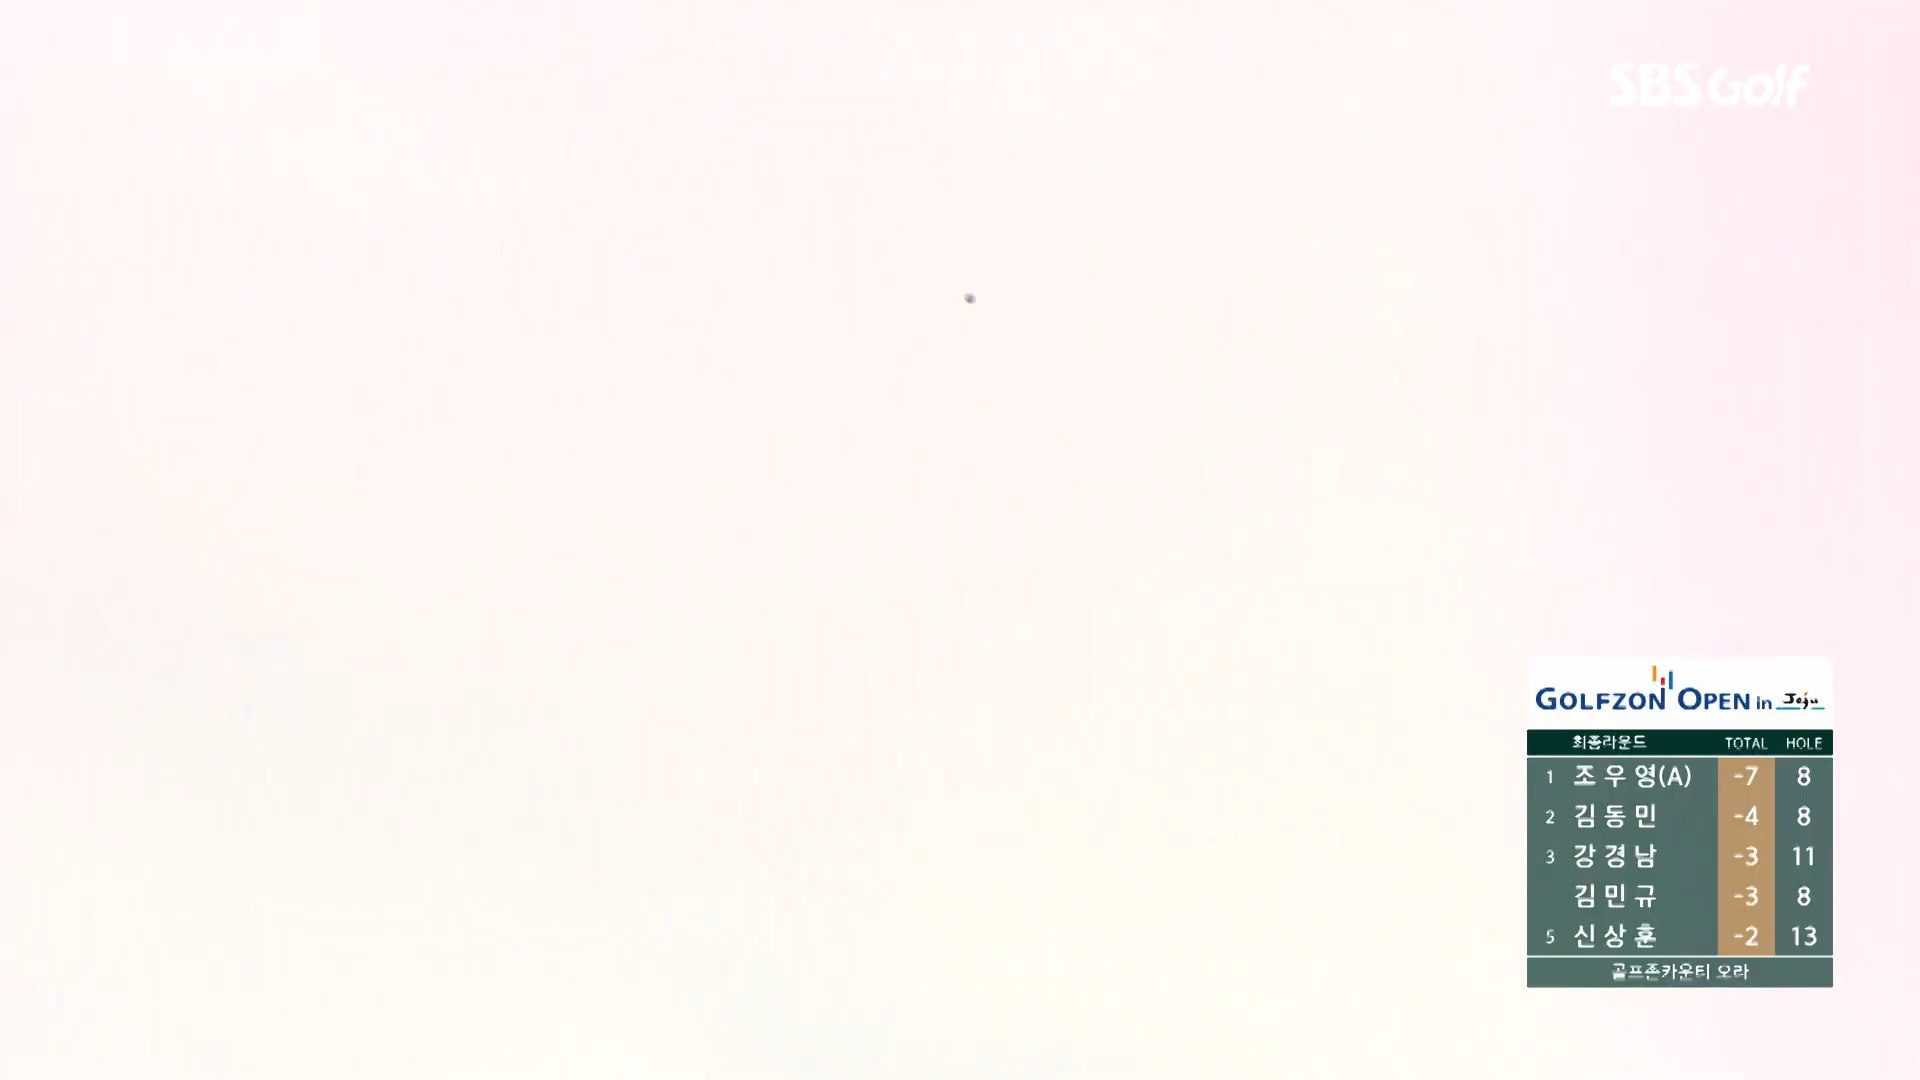 SBS Golf
GOLFZON OPEN in Jeju
최종라운드 TOTAL HOLE
1 조우영(A) -7 8
2 김동민 -4 8
3 강경남 -3 11
김민규 -3 8
5 신상훈 -2 13
골프존카운티 오라